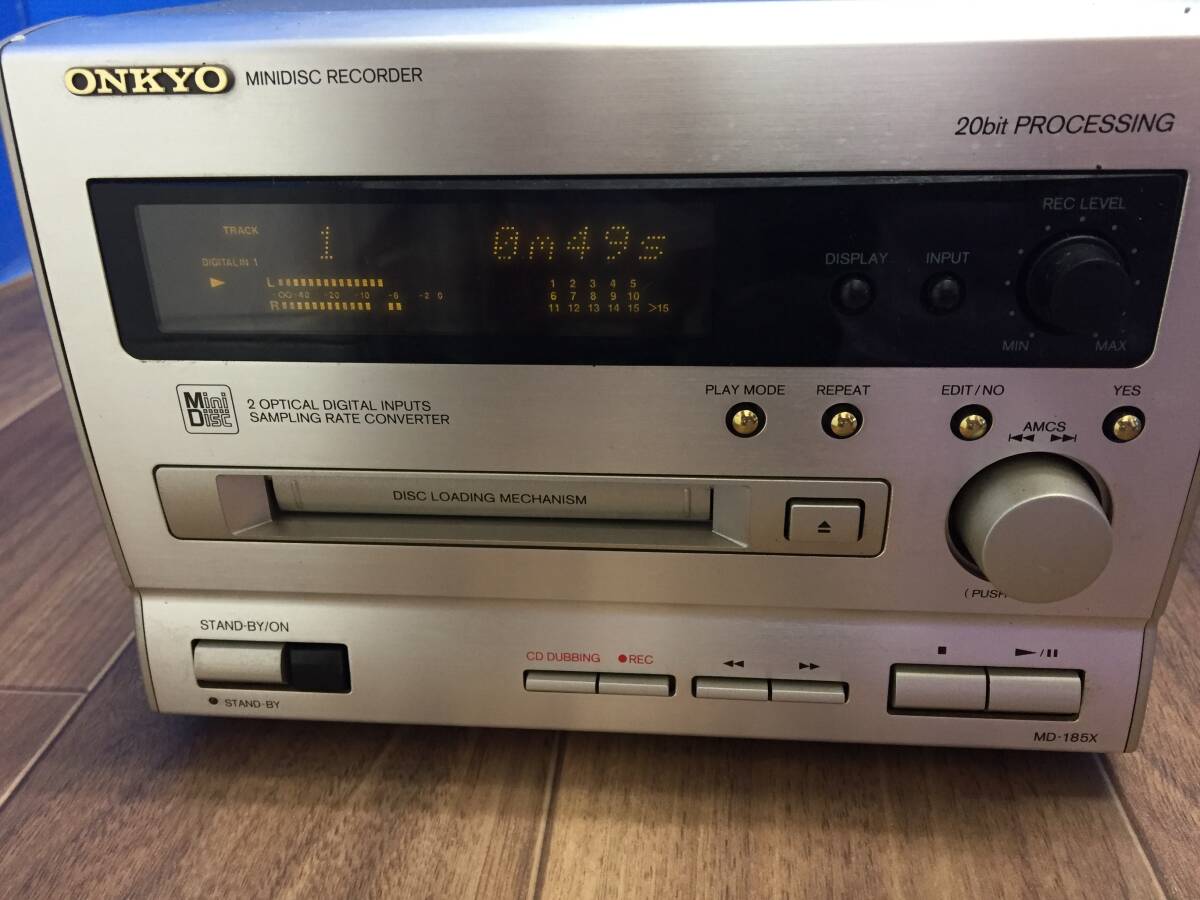 ONKYO MINIDISC RECORDER
20bit PROCESSING
REC LEVEL
TRACK 1 0m49s
DISPLAY INPUT
DIGITAL IN 1
L
OO -40 -20 -10 -6 -2 0
R
1 2 3 4 5
6 7 8 9 10
11 12 13 14 15 >15
MIN MAX
Mini Disc
2 OPTICAL DIGITAL INPUTS
SAMPLING RATE CONVERTER
PLAY MODE REPEAT EDIT/NO YES
AMCS
DISC LOADING MECHANISM
(PUSH
STAND-BY/ON
CD DUBBING ●REC
STAND-BY
MD-185X